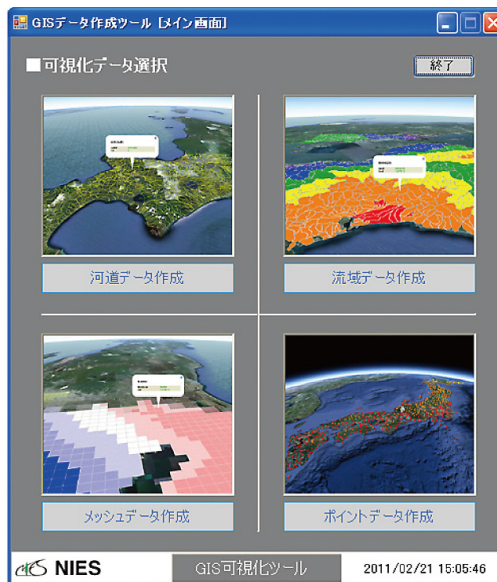 GISデータ作成ツール [メイン画面]
■可視化データ選択
終了
河道データ作成
流域データ作成
メッシュデータ作成
ポイントデータ作成
NIES
GIS可視化ツール
2011/02/21 15:05:46